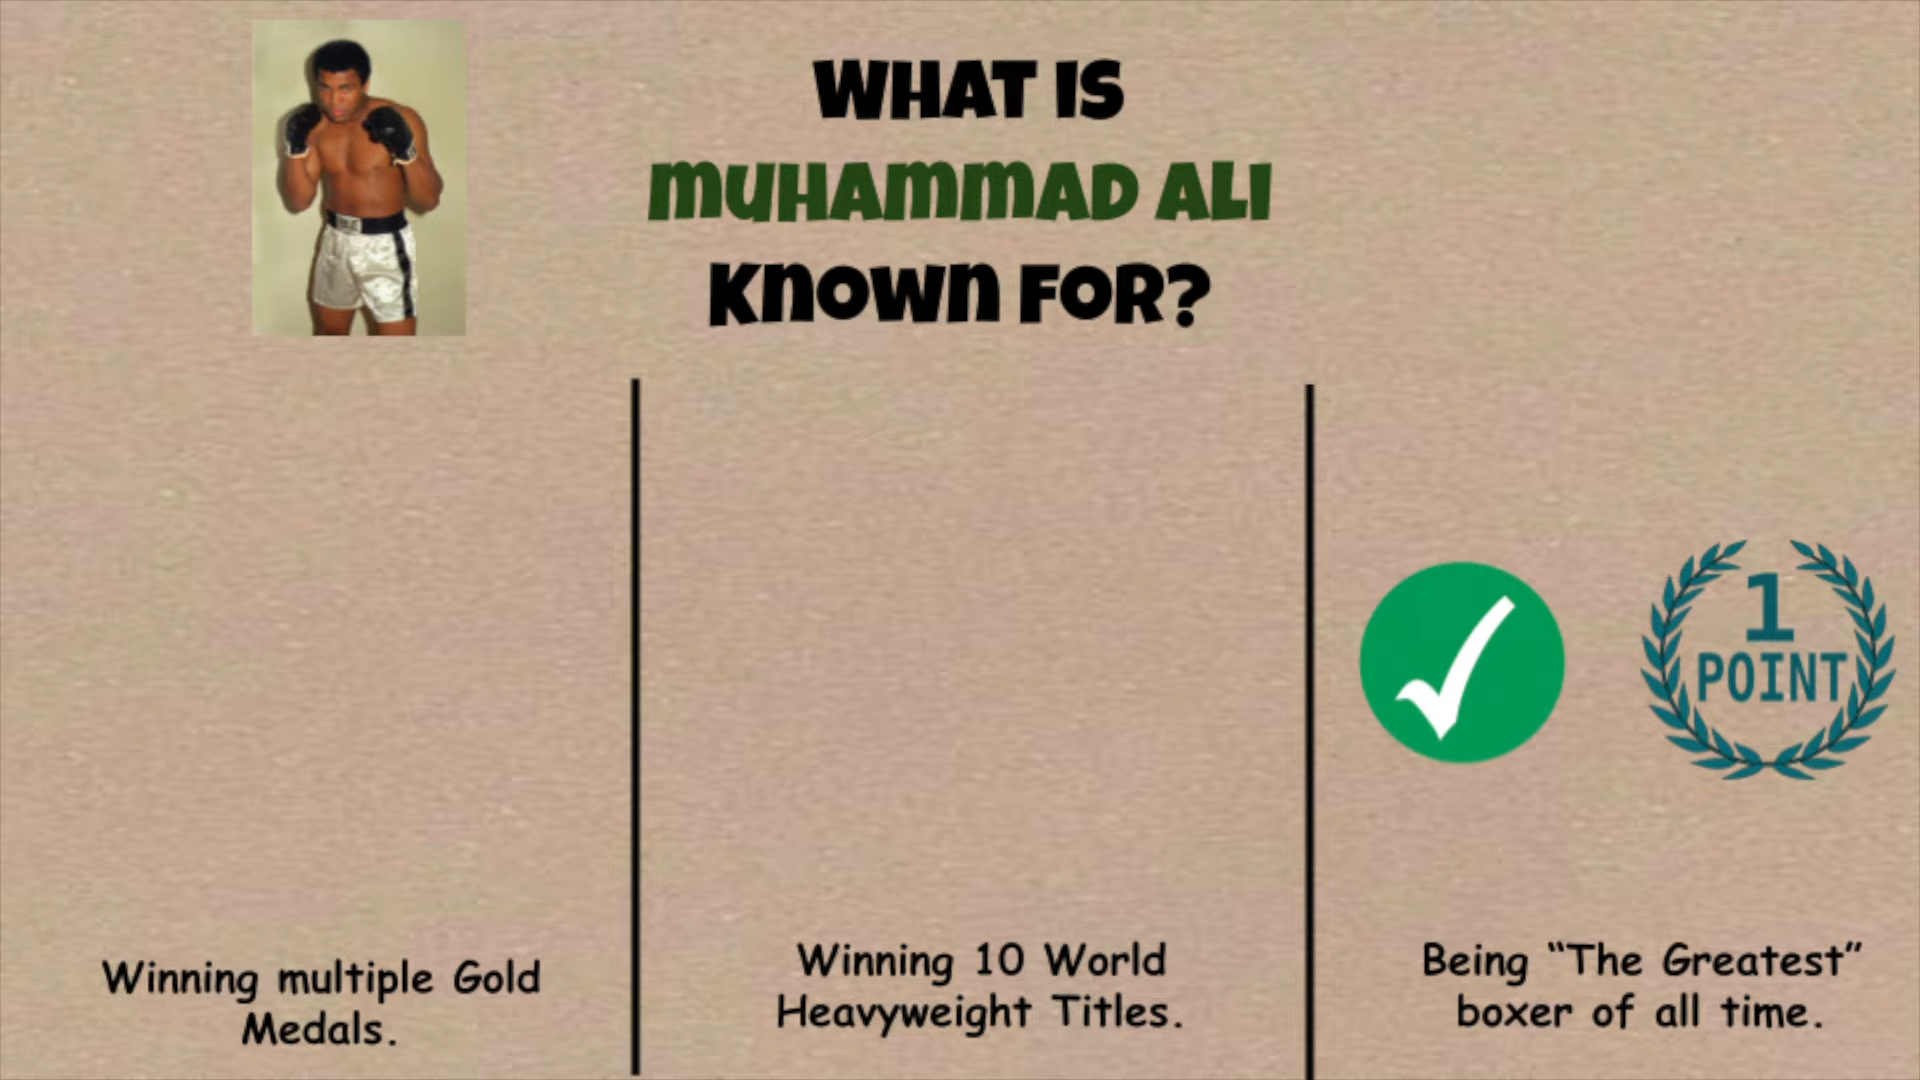 WHAT IS
MUHAMMAD ALI
KNOWN FOR?
1
POINT
Winning multiple Gold
Medals.
Winning 10 World
Heavyweight Titles.
Being “The Greatest”
boxer of all time.